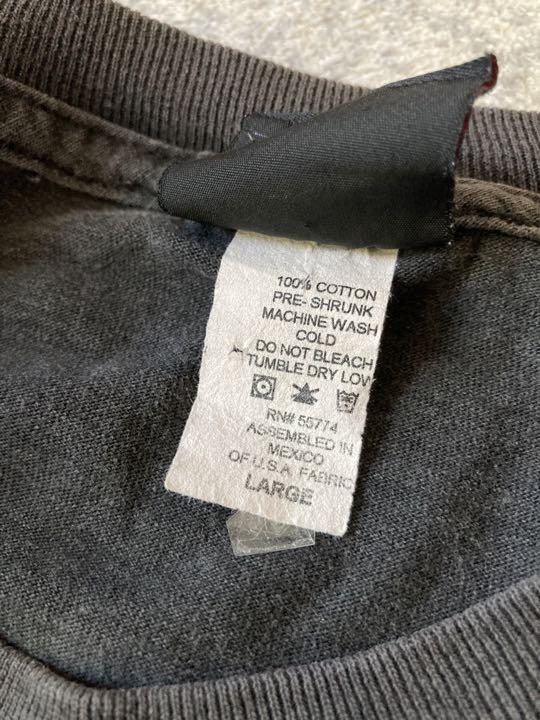 100% COTTON
PRE- SHRUNK
MACHINE WASH
COLD
DO NOT BLEACH
TUMBLE DRY LOW
RN# 55774
ASSEMBLED IN
MEXICO
OF U.S.A. FABRIC
LARGE